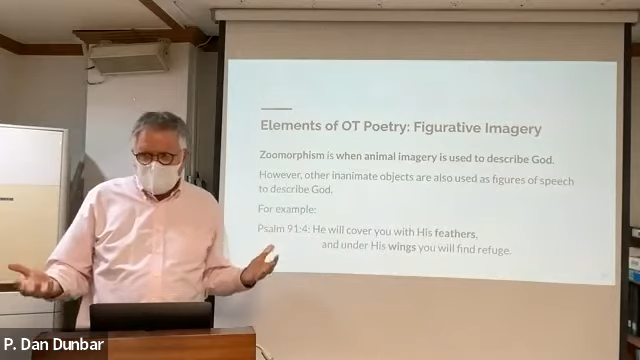 Elements of OT Poetry: Figurative Imagery
Zoomorphism is when animal imagery is used to describe God.
However, other inanimate objects are also used as figures of speech
to describe God.
For example:
Psalm 91:4: He will cover you with His feathers,
and under His wings you will find refuge.
P. Dan Dunbar